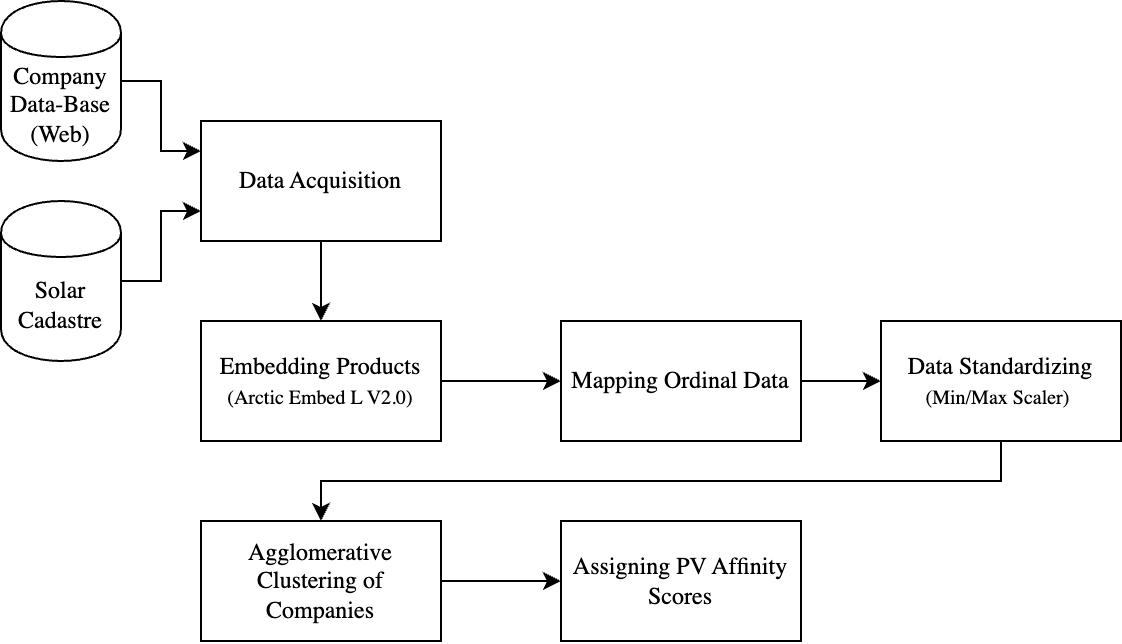 Company
Data-Base
(Web)
Data Acquisition
Solar
Cadastre
Embedding Products
(Arctic Embed L V2.0)
Mapping Ordinal Data
Data Standardizing
(Min/Max Scaler)
Agglomerative
Clustering of
Companies
Assigning PV Affinity
Scores